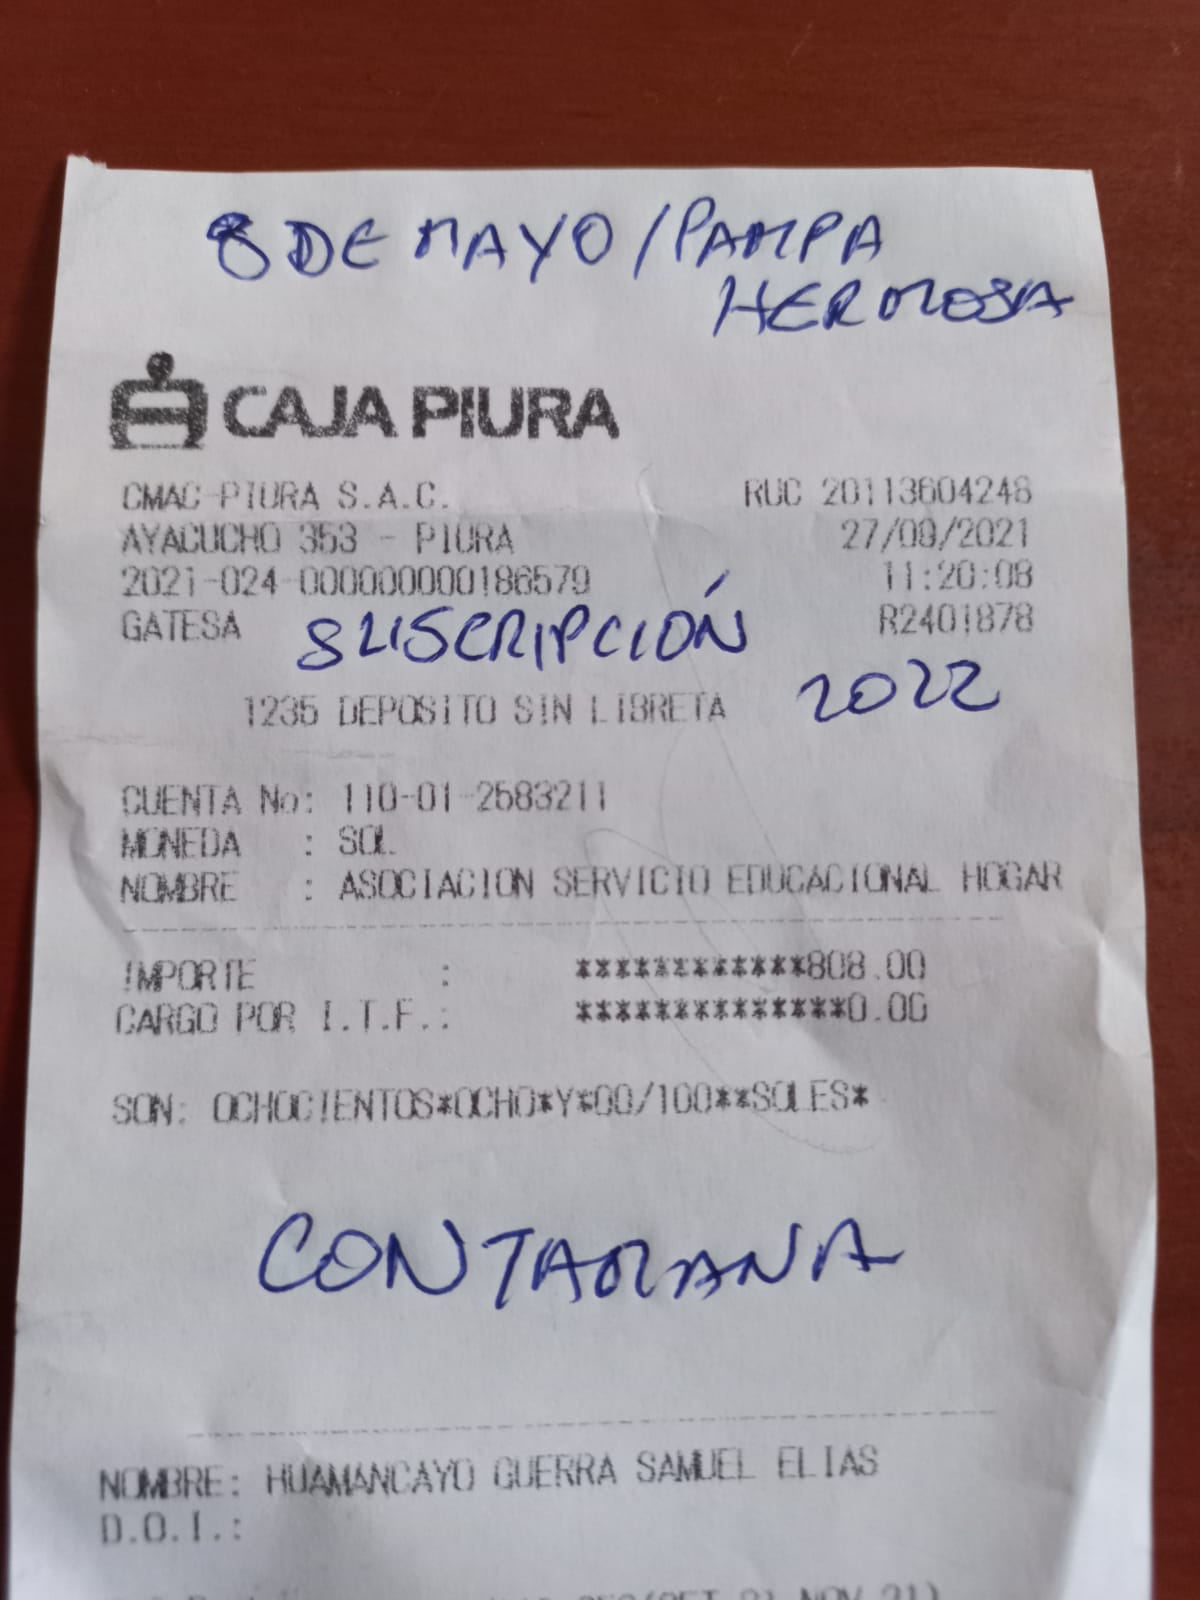 8 DE MAYO / PAMPA
HERMOSA
CAJA PIURA
CMAC-PIURA S.A.C. RUC 20113604248
AYACUCHO 353 - PIURA 27/09/2021
2021-024-000000000186579 11:20:08
GATESA R2401878
SUSCRIPCIÓN
2022
1235 DEPOSITO SIN LIBRETA
CUENTA No: 110-01-2583211
MONEDA : SOL
NOMBRE : ASOCIACION SERVICIO EDUCACIONAL HOGAR
IMPORTE : ************808.00
CARGO POR I.T.F.: **************0.00
SON: OCHOCIENTOS*OCHO*Y*00/100**SOLES*
CONTAMANA
NOMBRE: HUAMANCAYO GUERRA SAMUEL ELIAS
D.O.I.: